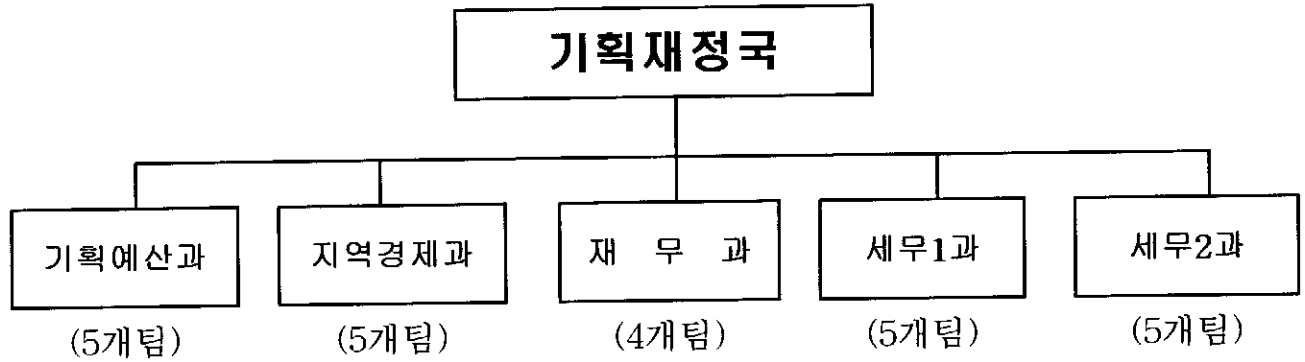 기획재정국
기획예산과 지역경제과 재 무 과 세무1과 세무2과
(5개팀) (5개팀) (4개팀) (5개팀) (5개팀)